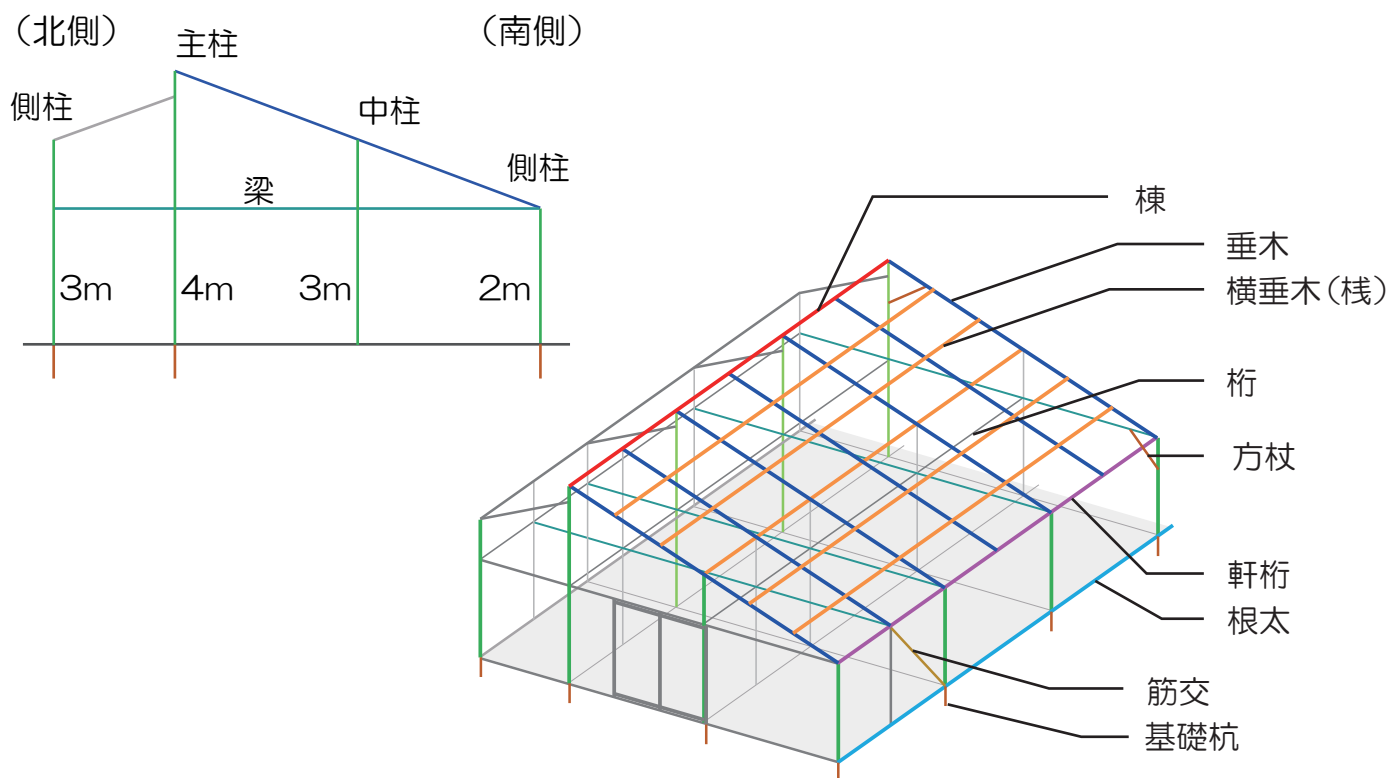 （北側）
主柱
（南側）
側柱
中柱
側柱
梁
3m
4m
3m
2m
棟
垂木
横垂木（桟）
桁
方杖
軒桁
根太
筋交
基礎杭